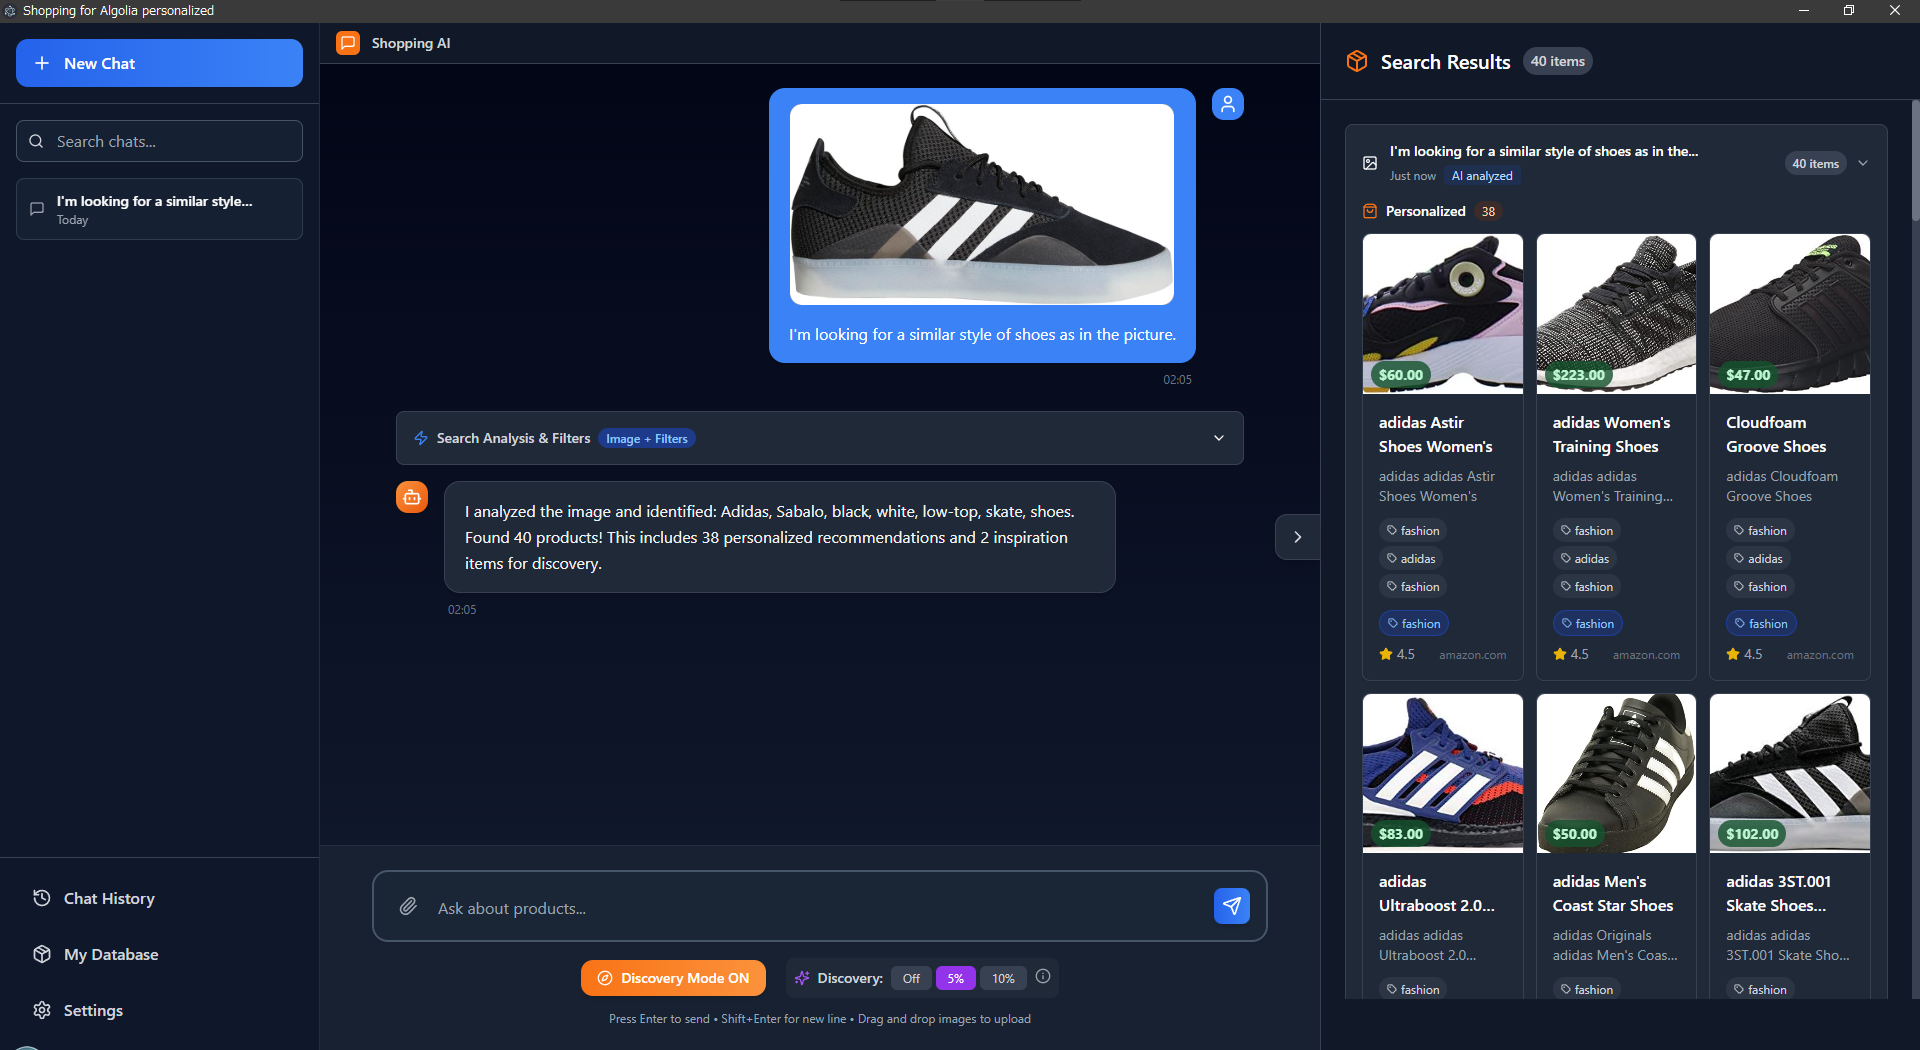 Shopping for Algolia personalized
New Chat
Search chats...
I'm looking for a similar style...
Today
Chat History
My Database
Settings
Shopping AI
I'm looking for a similar style of shoes as in the picture.
02:05
Search Analysis & Filters
Image + Filters
I analyzed the image and identified: Adidas, Sabalo, black, white, low-top, skate, shoes.
Found 40 products! This includes 38 personalized recommendations and 2 inspiration
items for discovery.
02:05
Ask about products...
Discovery Mode ON
Discovery:
Off
5%
10%
Press Enter to send • Shift+Enter for new line • Drag and drop images to upload
Search Results
40 items
I'm looking for a similar style of shoes as in the...
Just now
AI analyzed
40 items
Personalized
38
$60.00
adidas Astir
Shoes Women's
adidas adidas Astir
Shoes Women's
fashion
adidas
fashion
fashion
4.5
amazon.com
$223.00
adidas Women's
Training Shoes
adidas adidas
Women's Training...
fashion
adidas
fashion
fashion
4.5
amazon.com
$47.00
Cloudfoam
Groove Shoes
adidas Cloudfoam
Groove Shoes
fashion
adidas
fashion
fashion
4.5
amazon.com
$83.00
adidas
Ultraboost 2.0...
adidas adidas
Ultraboost 2.0...
fashion
$50.00
adidas Men's
Coast Star Shoes
adidas Originals
adidas Men's Coas...
fashion
$102.00
adidas 3ST.001
Skate Shoes...
adidas adidas
3ST.001 Skate Sho...
fashion